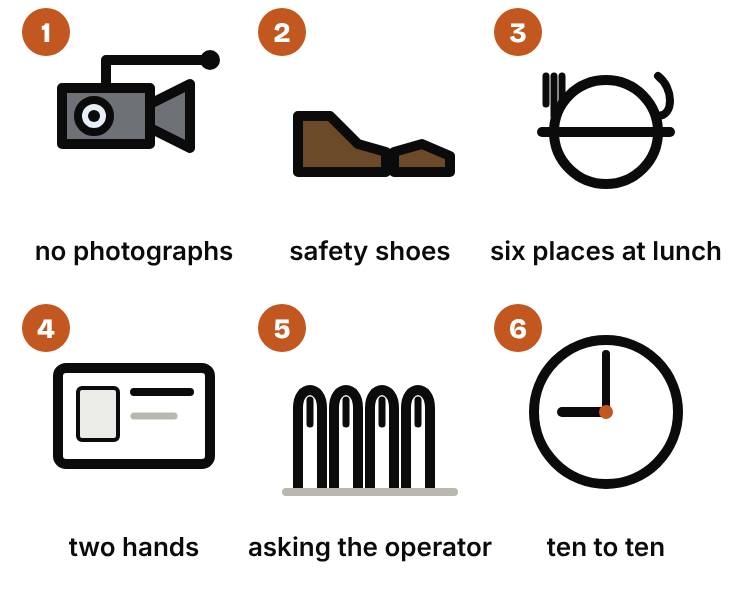 1
2
3
no photographs
safety shoes
six places at lunch
4
5
6
two hands
asking the operator
ten to ten